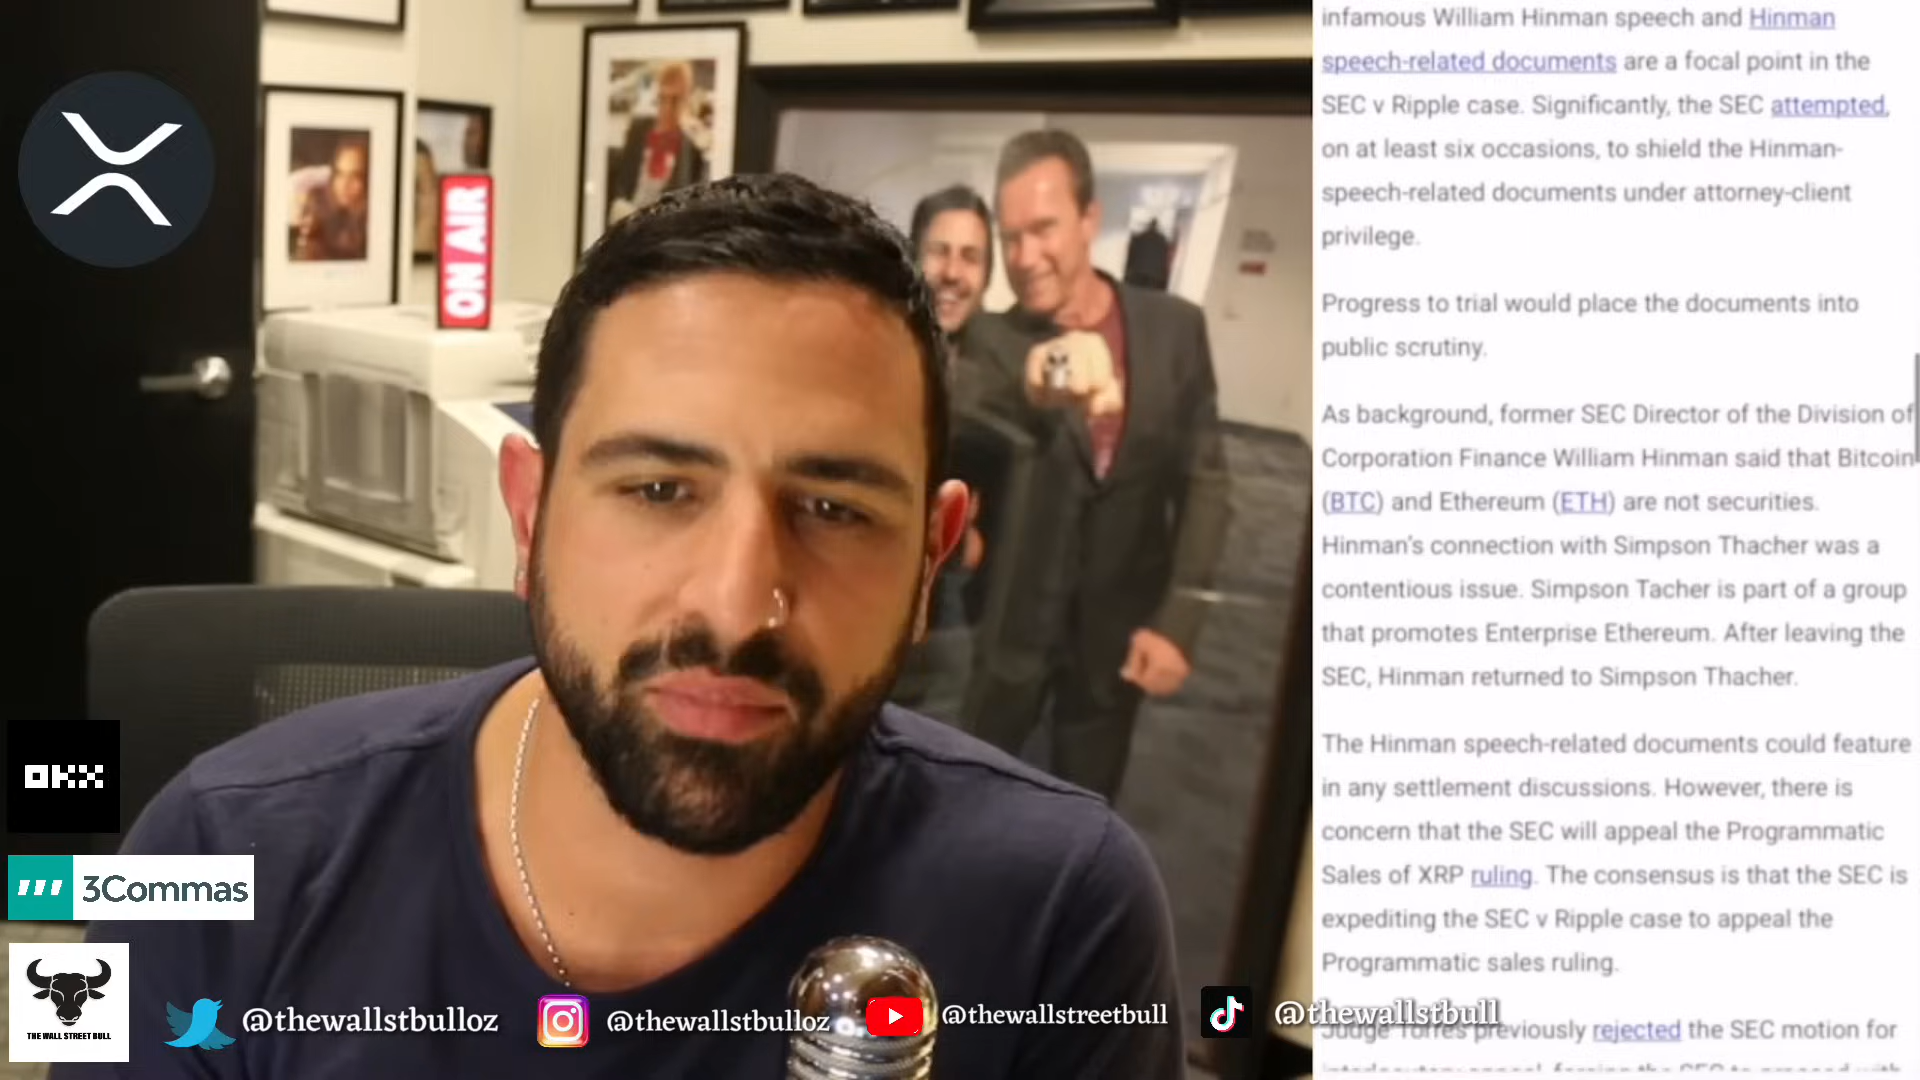 ON AIR
OKX
3Commas
THE WALL STREET BULL
@thewallstbulloz
@thewallstbulloz
@thewallstreetbull
@thewallstbull
infamous William Hinman speech and Hinman
speech-related documents are a focal point in the
SEC v Ripple case. Significantly, the SEC attempted,
on at least six occasions, to shield the Hinman-
speech-related documents under attorney-client
privilege.
Progress to trial would place the documents into
public scrutiny.
As background, former SEC Director of the Division of
Corporation Finance William Hinman said that Bitcoin
(BTC) and Ethereum (ETH) are not securities.
Hinman's connection with Simpson Thacher was a
contentious issue. Simpson Tacher is part of a group
that promotes Enterprise Ethereum. After leaving the
SEC, Hinman returned to Simpson Thacher.
The Hinman speech-related documents could feature
in any settlement discussions. However, there is
concern that the SEC will appeal the Programmatic
Sales of XRP ruling. The consensus is that the SEC is
expediting the SEC v Ripple case to appeal the
Programmatic sales ruling.
Judge Torres previously rejected the SEC motion for